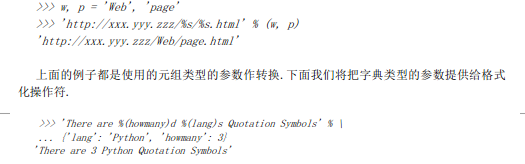 >>> w, p = 'Web', 'page'
>>> 'http://xxx.yyy.zzz/%s/%s.html' % (w, p)
'http://xxx.yyy.zzz/Web/page.html'
上面的例子都是使用的元组类型的参数作转换.下面我们将把字典类型的参数提供给格式
化操作符.
>>> 'There are %(howmany)d %(lang)s Quotation Symbols' % \
... {'lang': 'Python', 'howmany': 3}
'There are 3 Python Quotation Symbols'